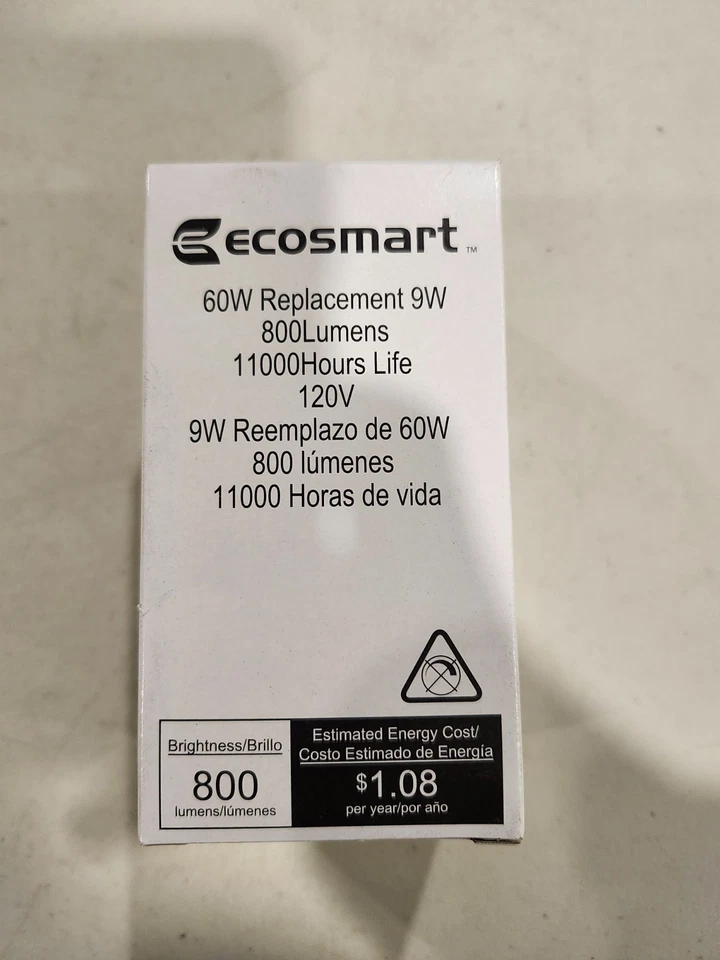 ecosmart ™
60W Replacement 9W
800Lumens
11000Hours Life
120V
9W Reemplazo de 60W
800 lúmenes
11000 Horas de vida
Brightness/Brillo
800
lumens/lúmenes
Estimated Energy Cost/
Costo Estimado de Energía
$1.08
per year/por año